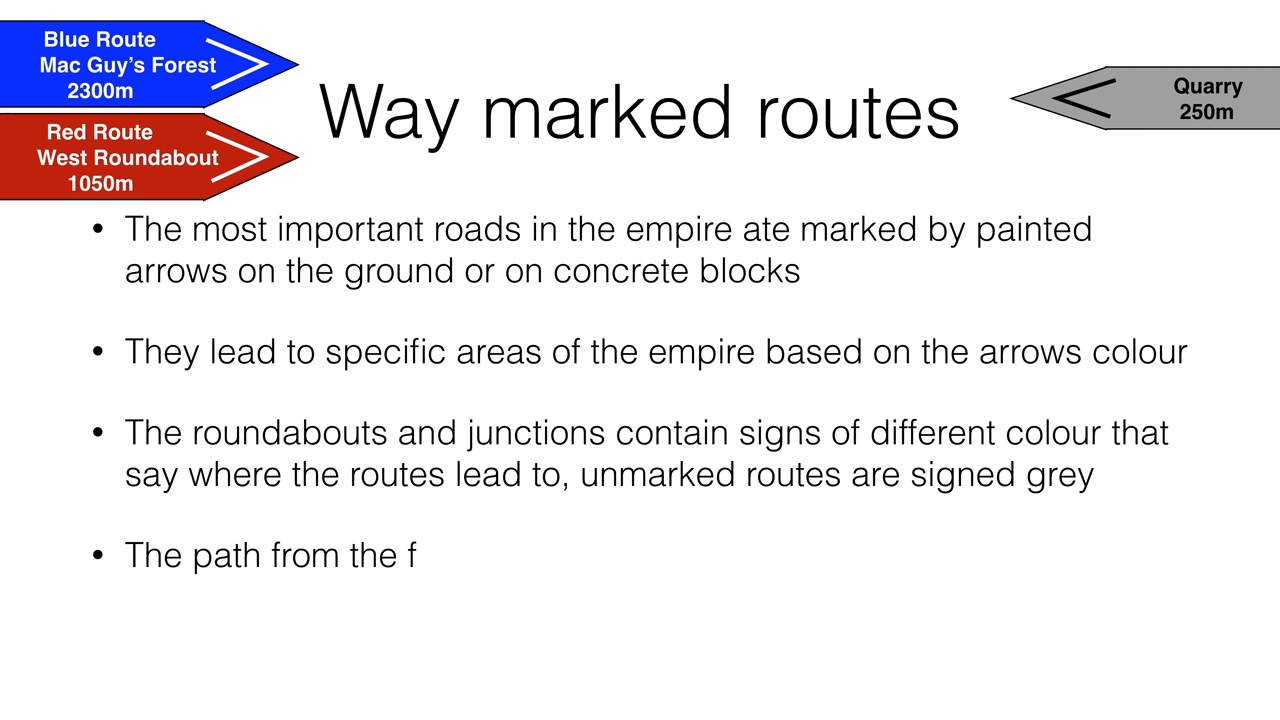 Blue Route
Mac Guy's Forest
2300m
Red Route
West Roundabout
1050m
Way marked routes
Quarry
250m
• The most important roads in the empire ate marked by painted
arrows on the ground or on concrete blocks
• They lead to specific areas of the empire based on the arrows colour
• The roundabouts and junctions contain signs of different colour that
say where the routes lead to, unmarked routes are signed grey
• The path from the f